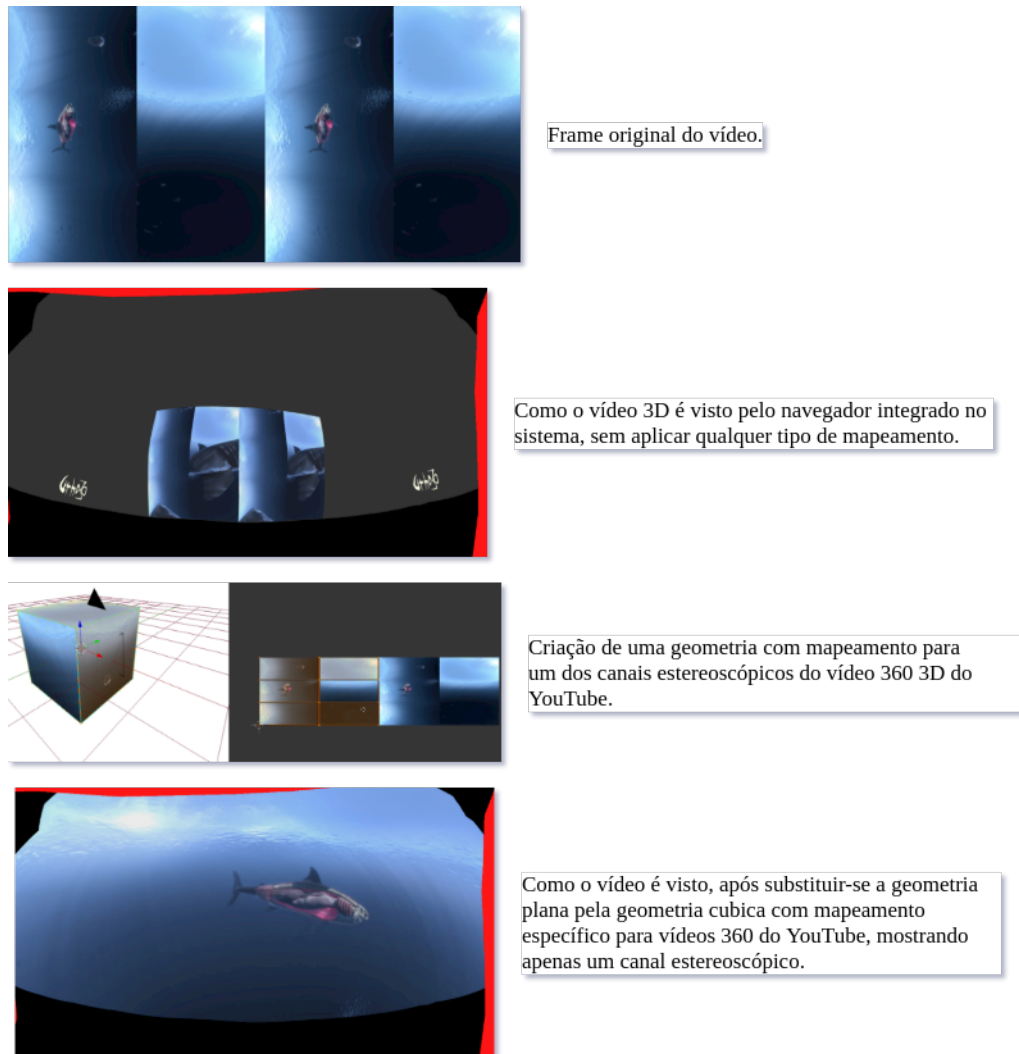 Frame original do vídeo.
Como o vídeo 3D é visto pelo navegador integrado no
sistema, sem aplicar qualquer tipo de mapeamento.
Urho3D
Urho3D
Criação de uma geometria com mapeamento para
um dos canais estereoscópicos do vídeo 360 3D do
YouTube.
Como o vídeo é visto, após substituir-se a geometria
plana pela geometria cubica com mapeamento
específico para vídeos 360 do YouTube, mostrando
apenas um canal estereoscópico.